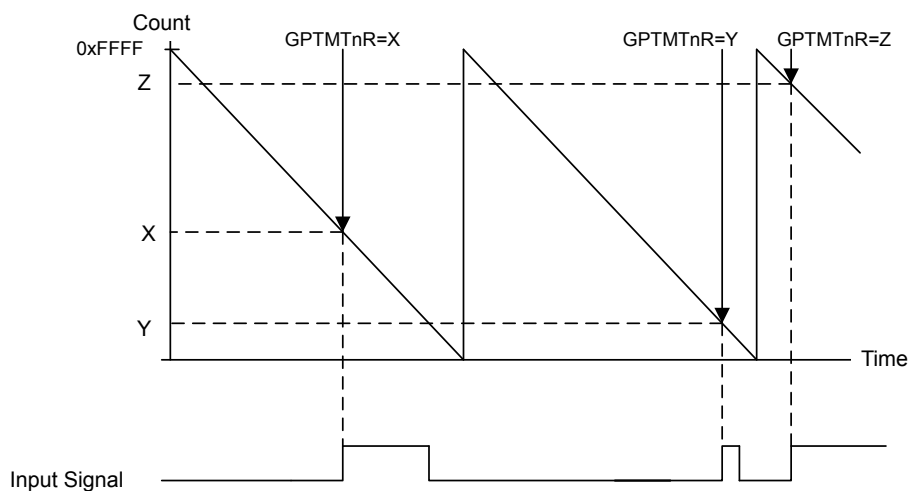 Count
0xFFFF
GPTMTnR=X
GPTMTnR=Y
GPTMTnR=Z
Z
X
Y
Time
Input Signal